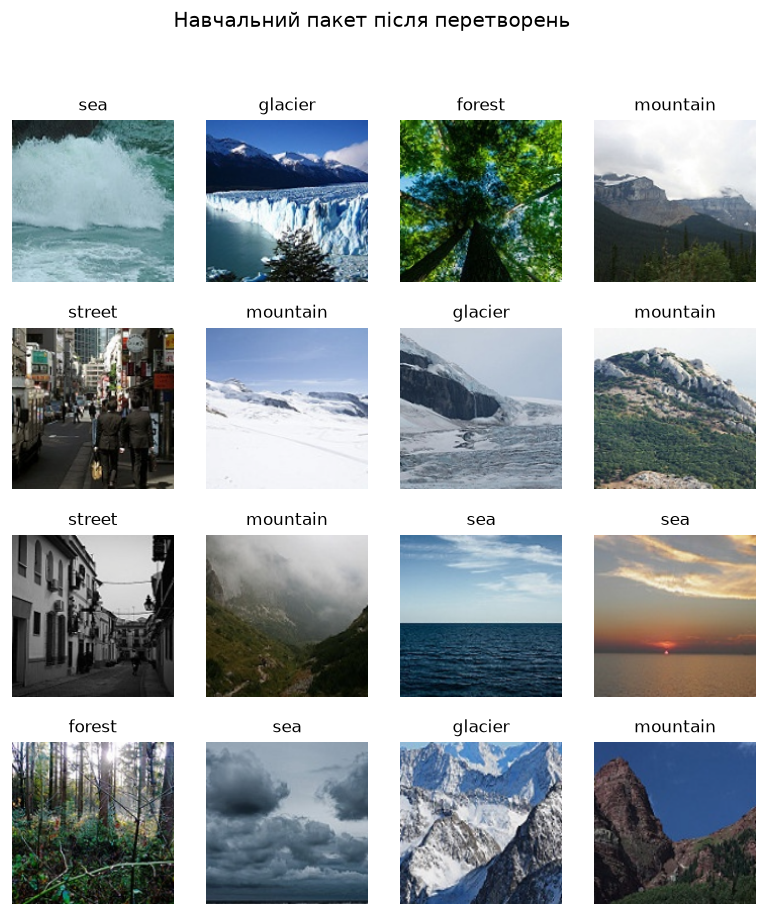 Навчальний пакет після перетворень
sea glacier forest mountain
street mountain glacier mountain
street mountain sea sea
forest sea glacier mountain